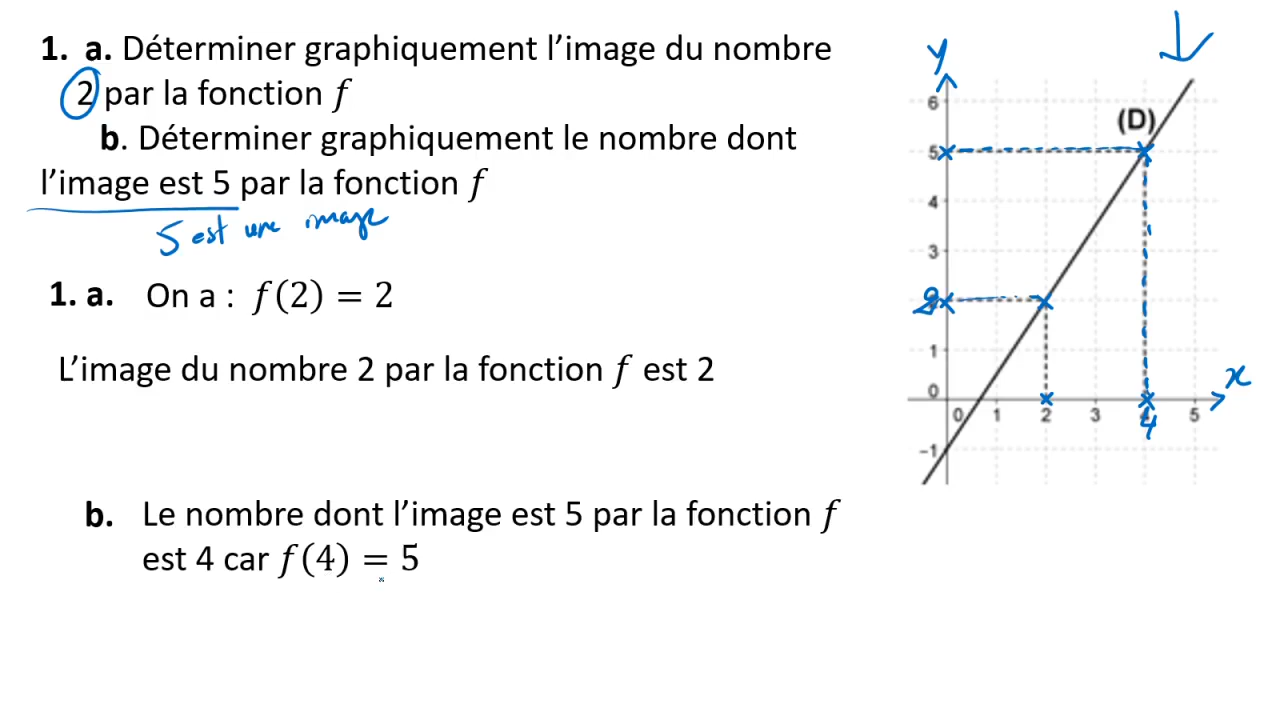 1. a. Déterminer graphiquement l’image du nombre
2 par la fonction f
b. Déterminer graphiquement le nombre dont
l’image est 5 par la fonction f
5 est une image
1. a. On a : f(2) = 2
L’image du nombre 2 par la fonction f est 2
b. Le nombre dont l’image est 5 par la fonction f
est 4 car f(4) = 5
y
6
(D)
5
4
3
2
1
x
0
0 1 2 3 4 5
-1